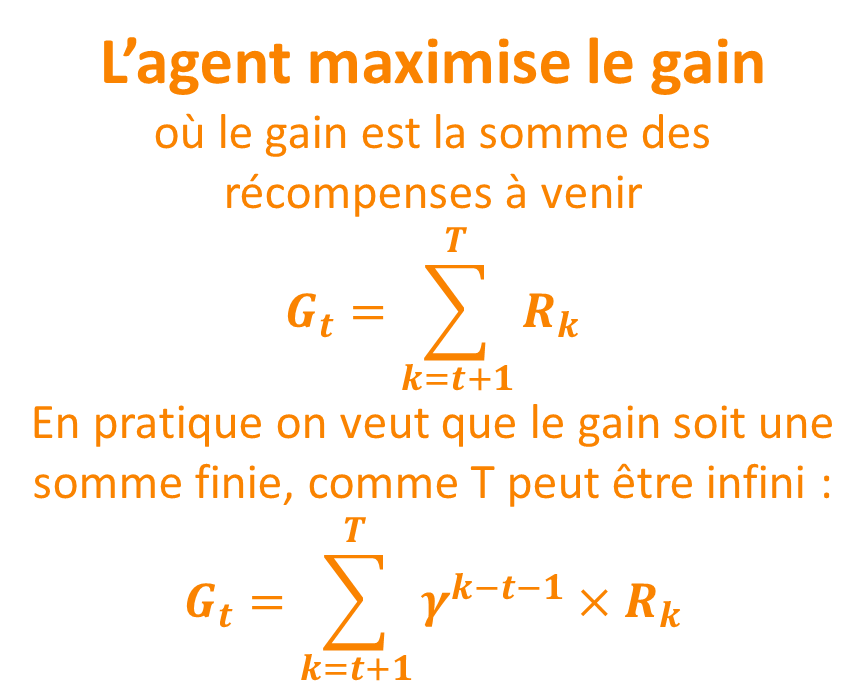 L’agent maximise le gain
où le gain est la somme des
récompenses à venir
T
G_t = ∑ R_k
k=t+1
En pratique on veut que le gain soit une
somme finie, comme T peut être infini :
T
G_t = ∑ γ^{k−t−1} × R_k
k=t+1